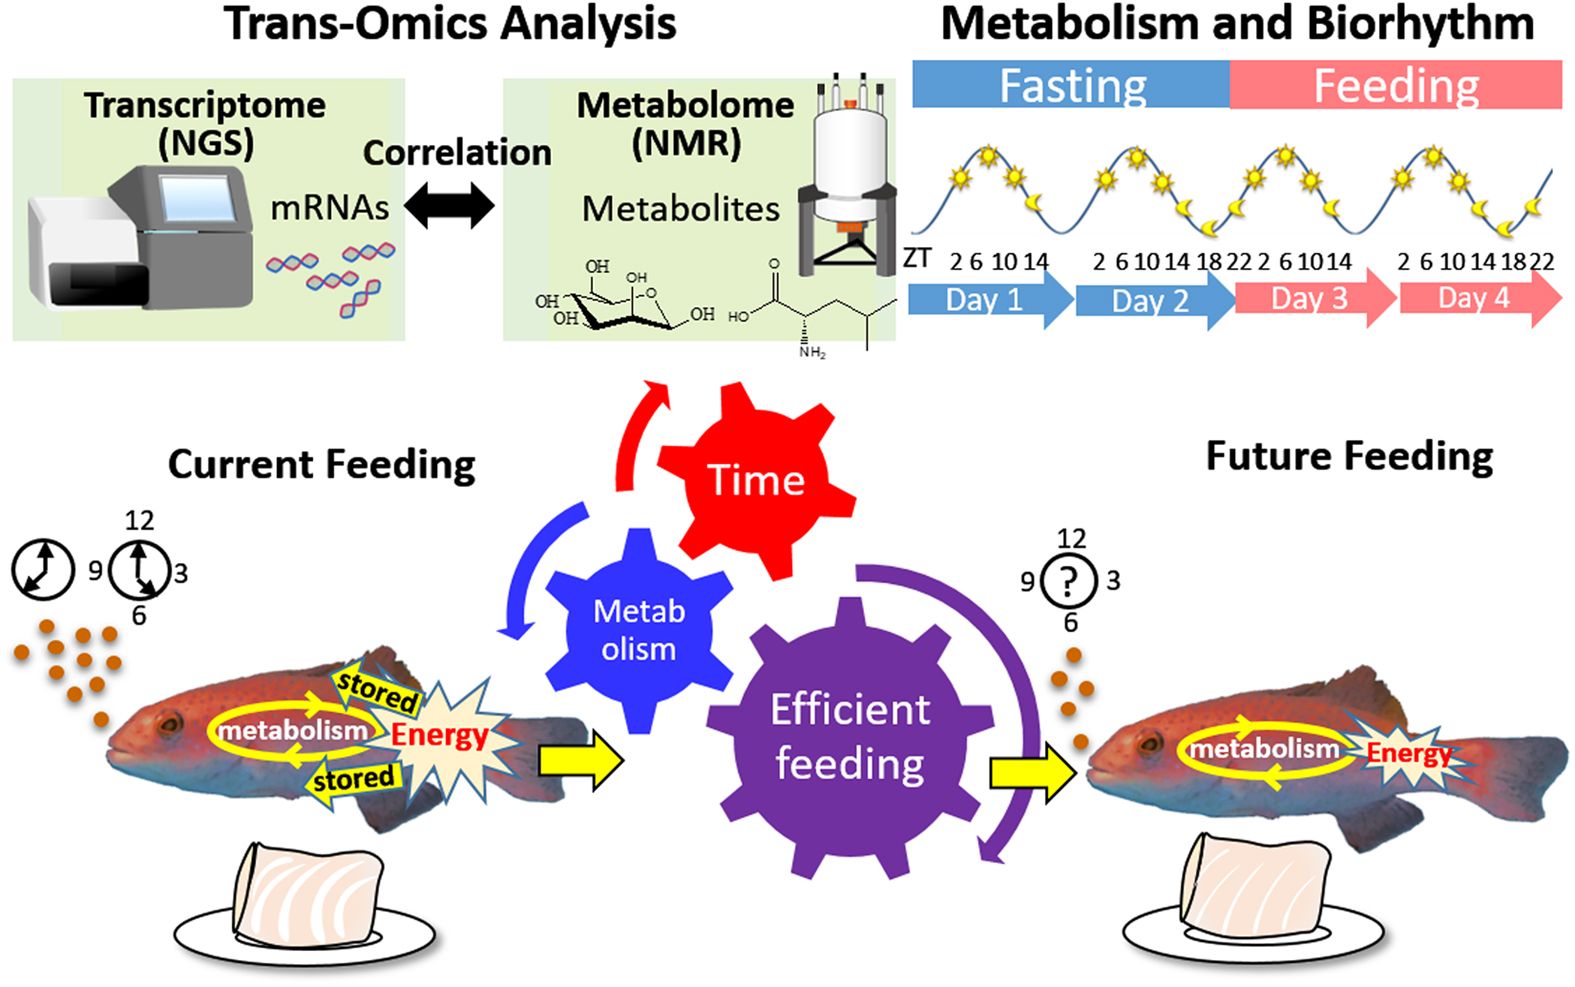 Trans-Omics Analysis
Transcriptome
(NGS)
mRNAs
Correlation
Metabolome
(NMR)
Metabolites
OH
OH
O
OH
OH
OH
O
HO
NH₂
Metabolism and Biorhythm
Fasting
Feeding
ZT 2 6 10 14 2 6 10 14 18 22 2 6 10 14 2 6 10 14 18 22
Day 1
Day 2
Day 3
Day 4
Current Feeding
12
9
3
6
stored
metabolism
Energy
stored
Time
Metab
olism
Efficient
feeding
Future Feeding
12
9
?
3
6
metabolism
Energy